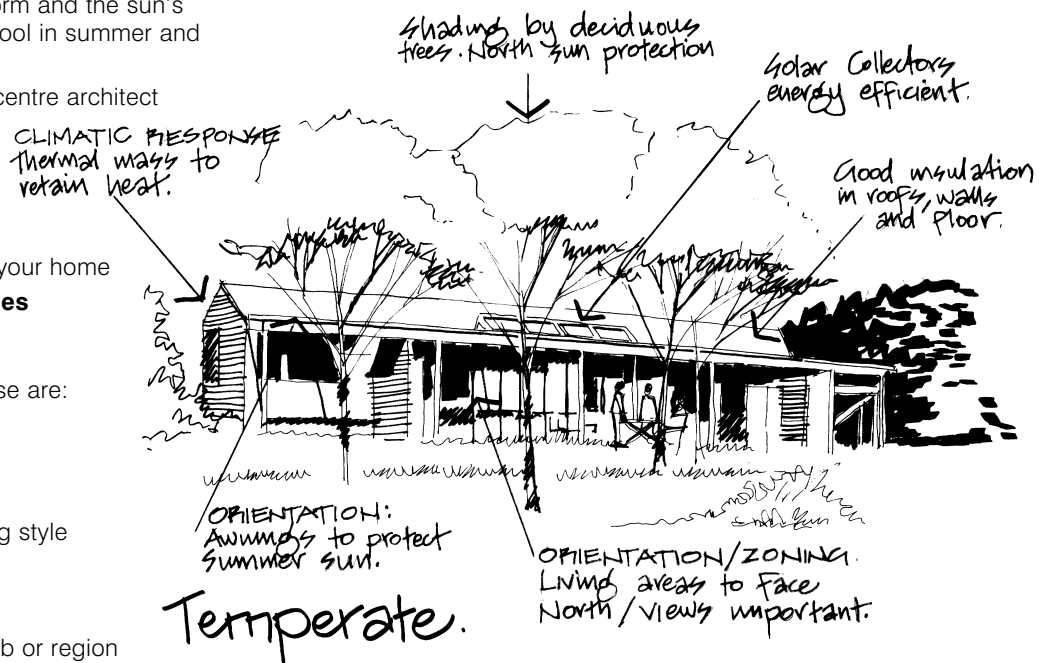 orm and the sun's
ool in summer and
centre architect
your home
es
se are:
g style
b or region
shading by deciduous
trees. North sun protection
Solar Collectors
energy efficient.
CLIMATIC RESPONSE
Thermal mass to
retain heat.
Good insulation
in roofs, walls
and floor.
ORIENTATION:
Awnings to protect
Summer sun.
ORIENTATION/ZONING.
Living areas to face
North/views important.
Temperate.